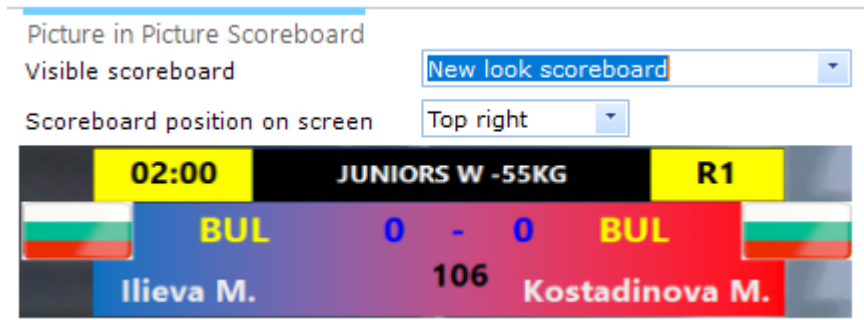 Picture in Picture Scoreboard
Visible scoreboard New look scoreboard
Scoreboard position on screen Top right
02:00 JUNIORS W -55KG R1
BUL 0 - 0 BUL
Ilieva M. 106 Kostadinova M.